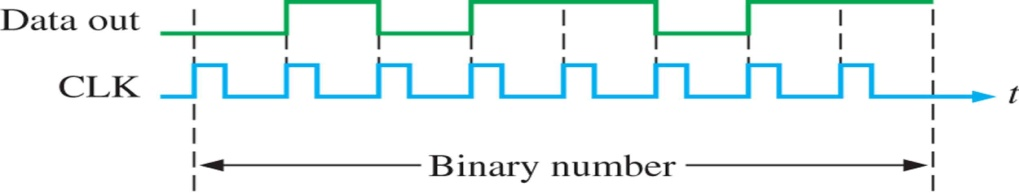 Data out
CLK
t
Binary number